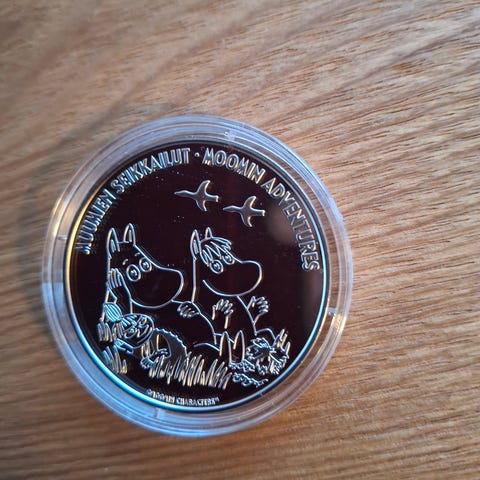 MUUMIEN SEIKKAILUT · MOOMIN ADVENTURES
©MOOMIN CHARACTERS™